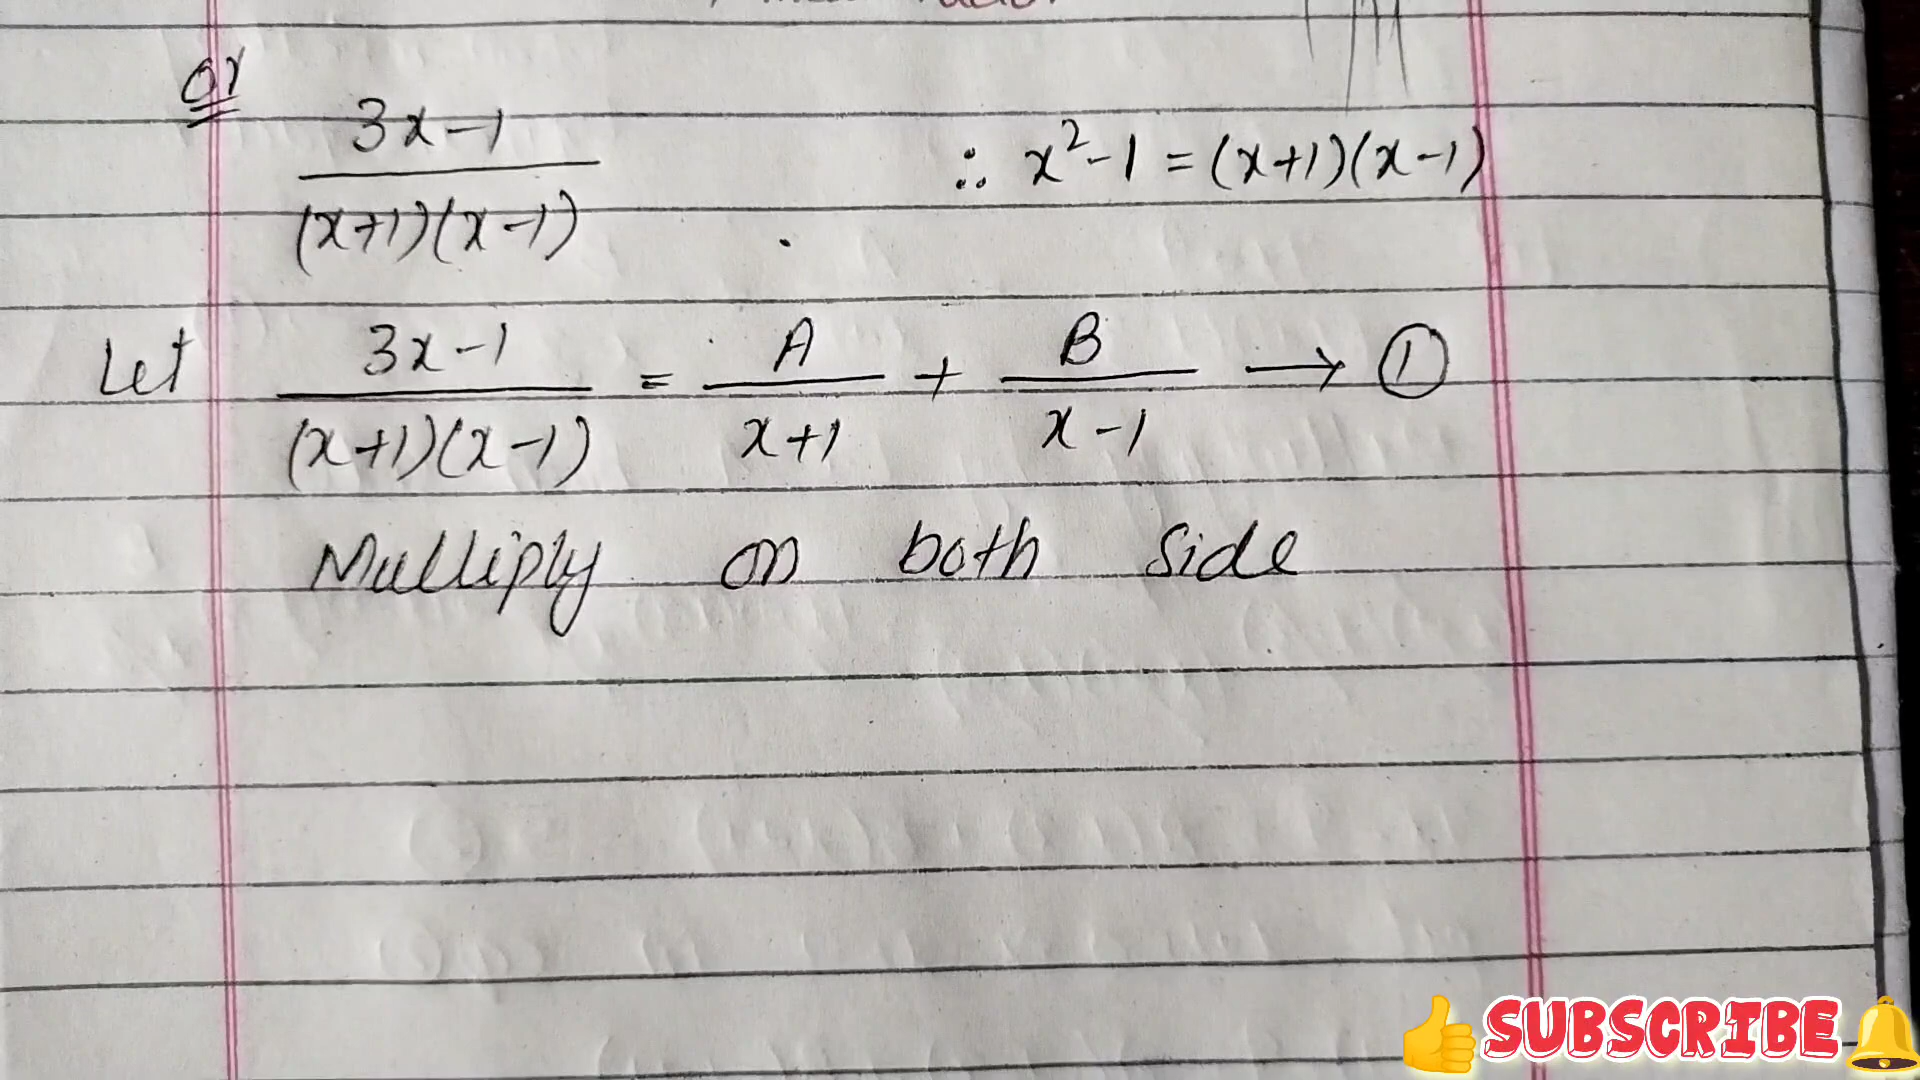 or
3x-1
(x+1)(x-1)
∴ x²-1 = (x+1)(x-1)
Let 3x-1/(x+1)(x-1) = A/x+1 + B/x-1 → ①
Multiply on both side
SUBSCRIBE